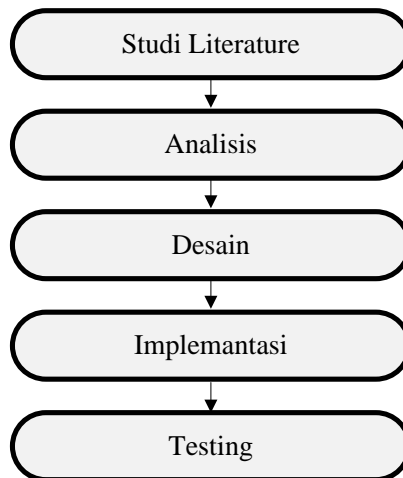 Studi Literature
Analisis
Desain
Implemantasi
Testing